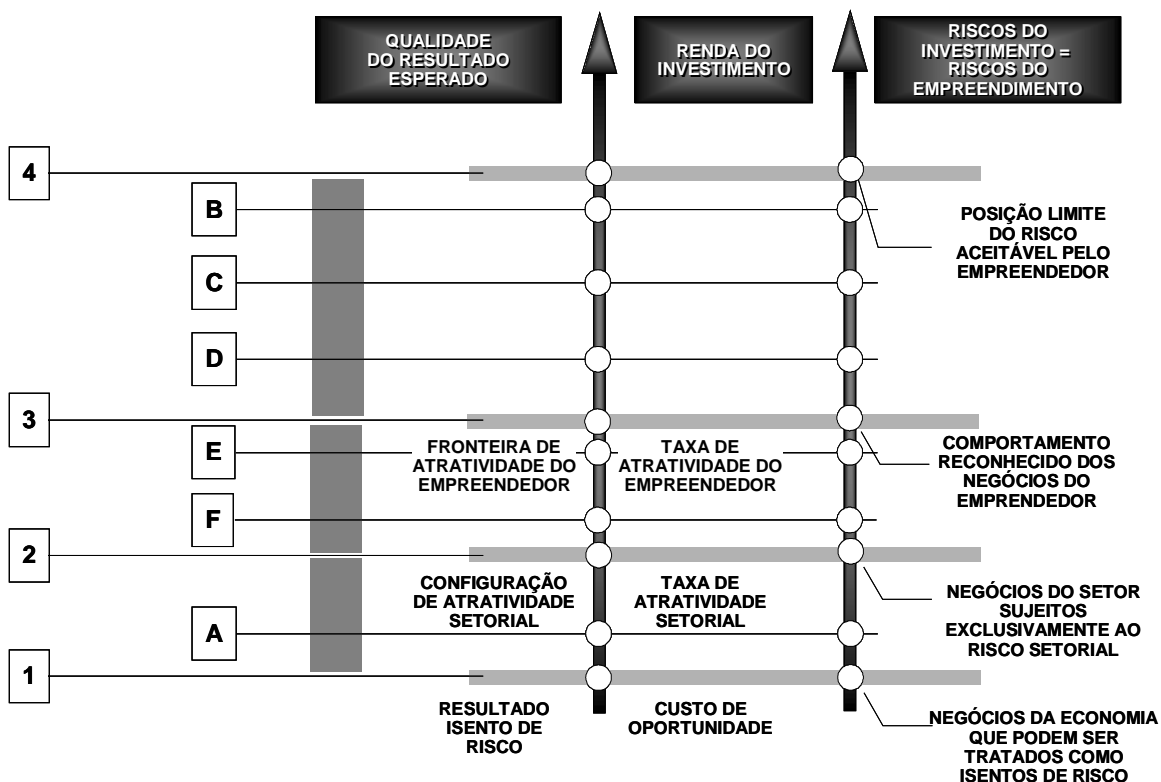 QUALIDADE
DO RESULTADO
ESPERADO
RENDA DO
INVESTIMENTO
RISCOS DO
INVESTIMENTO =
RISCOS DO
EMPREENDIMENTO
4
B
POSIÇÃO LIMITE
DO RISCO
ACEITÁVEL PELO
EMPREENDEDOR
C
D
3
E
FRONTEIRA DE
ATRATIVIDADE DO
EMPREENDEDOR
TAXA DE
ATRATIVIDADE DO
EMPREENDEDOR
COMPORTAMENTO
RECONHECIDO DOS
NEGÓCIOS DO
EMPRENDEDOR
F
2
CONFIGURAÇÃO
DE ATRATIVIDADE
SETORIAL
TAXA DE
ATRATIVIDADE
SETORIAL
NEGÓCIOS DO SETOR
SUJEITOS
EXCLUSIVAMENTE AO
RISCO SETORIAL
A
1
RESULTADO
ISENTO DE
RISCO
CUSTO DE
OPORTUNIDADE
NEGÓCIOS DA ECONOMIA
QUE PODEM SER
TRATADOS COMO
ISENTOS DE RISCO